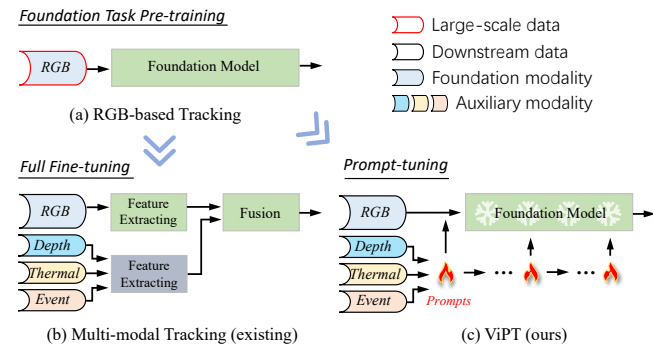 Foundation Task Pre-training
RGB
Foundation Model
(a) RGB-based Tracking
Large-scale data
Downstream data
Foundation modality
Auxiliary modality
Full Fine-tuning
RGB
Depth
Thermal
Event
Feature
Extracting
Feature
Extracting
Fusion
(b) Multi-modal Tracking (existing)
Prompt-tuning
RGB
Depth
Thermal
Event
Foundation Model
Prompts
...
...
(c) ViPT (ours)